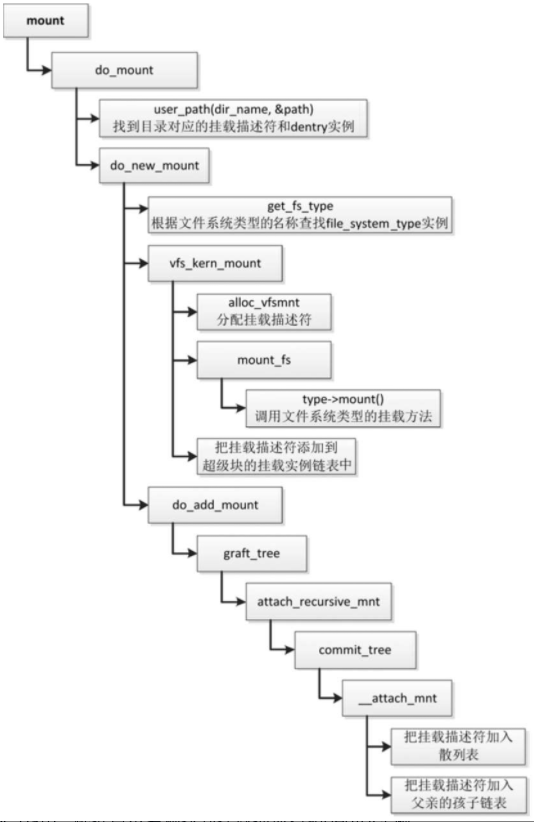 mount
do_mount
user_path(dir_name, &path)
找到目录对应的挂载描述符和dentry实例
do_new_mount
get_fs_type
根据文件系统类型的名称查找file_system_type实例
vfs_kern_mount
alloc_vfsmnt
分配挂载描述符
mount_fs
type->mount()
调用文件系统类型的挂载方法
把挂载描述符添加到
超级块的挂载实例链表中
do_add_mount
graft_tree
attach_recursive_mnt
commit_tree
__attach_mnt
把挂载描述符加入
散列表
把挂载描述符加入
父亲的孩子链表